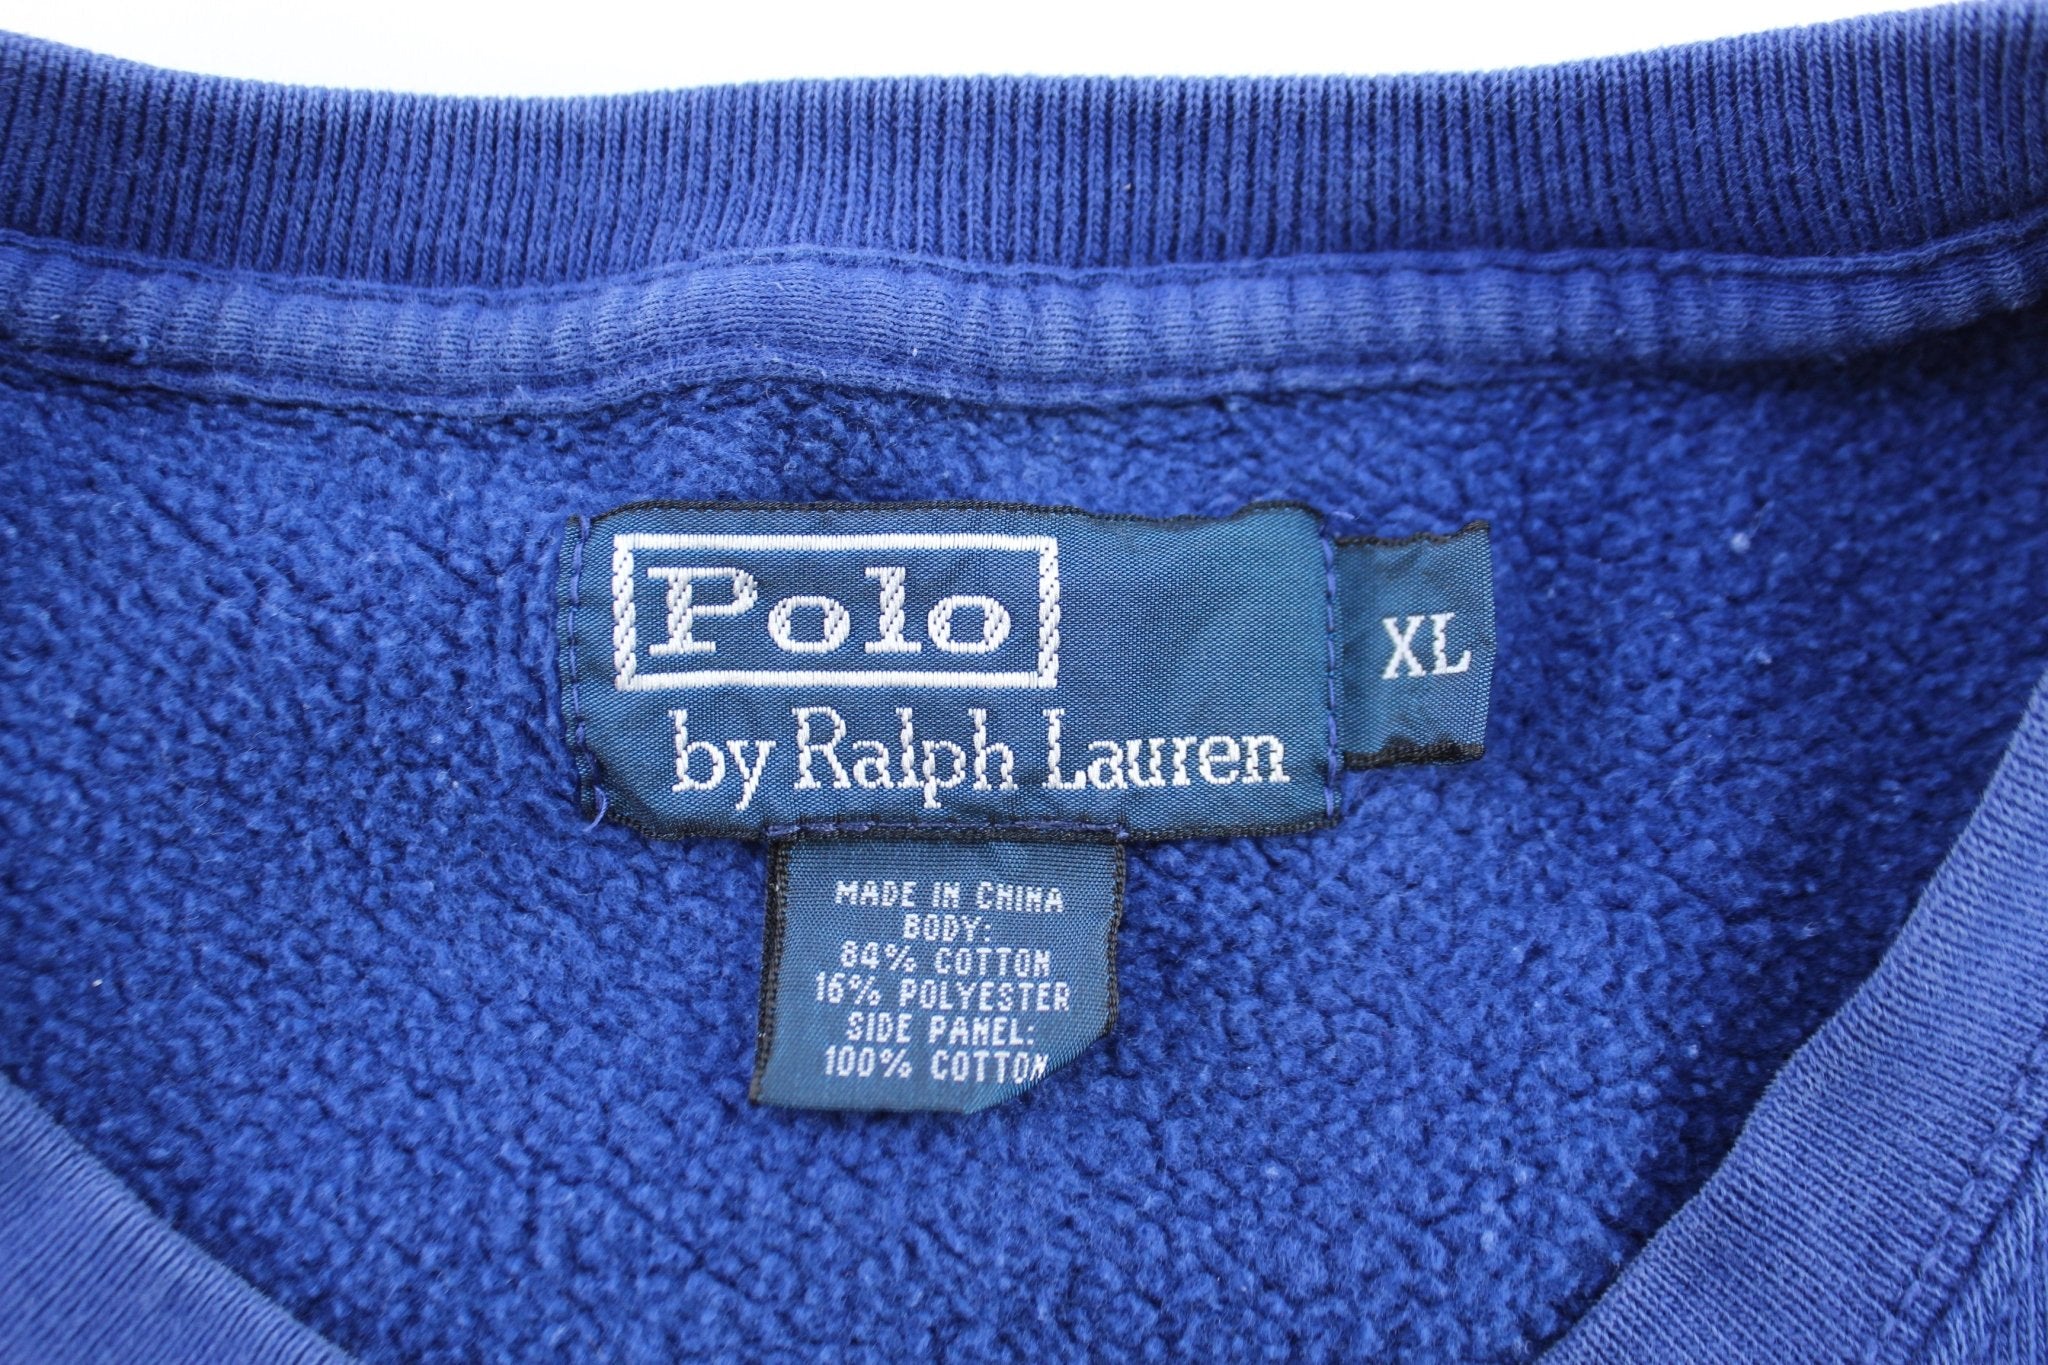 Polo
by Ralph Lauren
XL
MADE IN CHINA
BODY:
84% COTTON
16% POLYESTER
SIDE PANEL:
100% COTTON